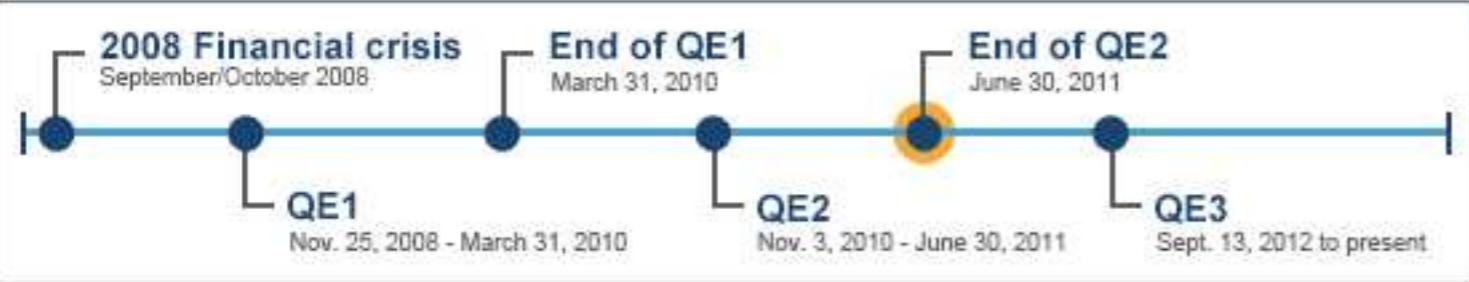 2008 Financial crisis
September/October 2008
End of QE1
March 31, 2010
End of QE2
June 30, 2011
QE1
Nov. 25, 2008 - March 31, 2010
QE2
Nov. 3, 2010 - June 30, 2011
QE3
Sept. 13, 2012 to present